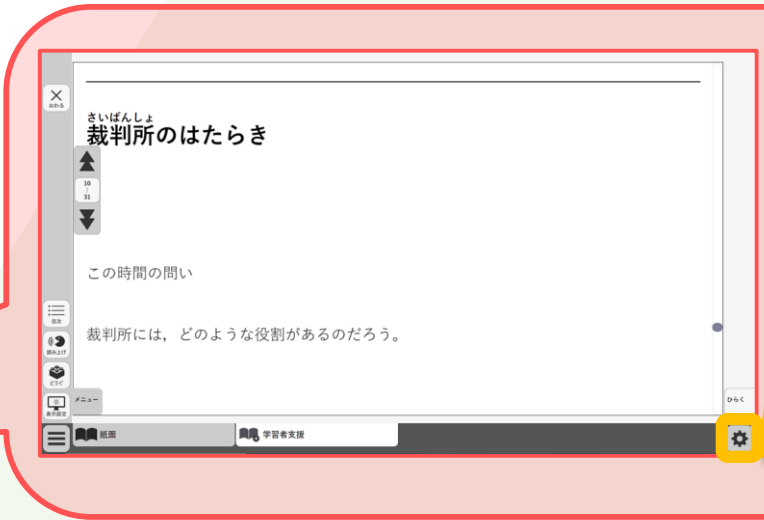 おわる
さいばんしょ
裁判所のはたらき
10
31
この時間の問い
裁判所には，どのような役割があるのだろう。
目次
読み上げ
どうぐ
表示設定
メニュー
ひらく
紙面
学習者支援